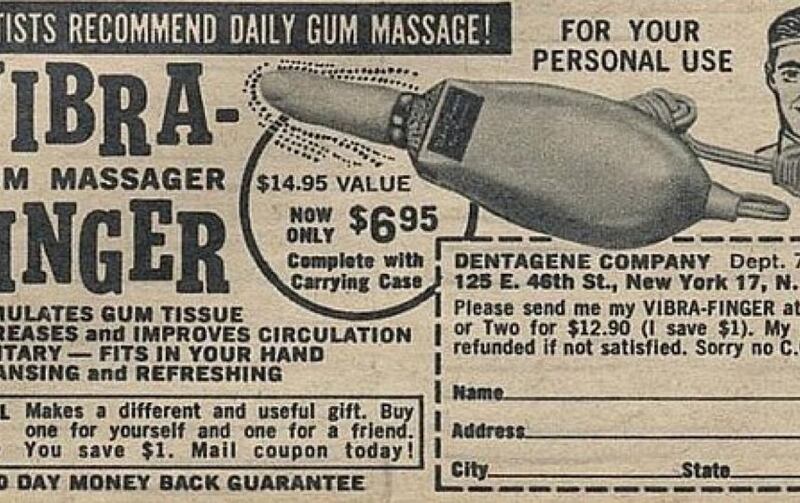 TISTS RECOMMEND DAILY GUM MASSAGE!
FOR YOUR
PERSONAL USE
VIBRA-
M MASSAGER
INGER
$14.95 VALUE
NOW
ONLY $6 95
Complete with
Carrying Case
MULATES GUM TISSUE
REASES and IMPROVES CIRCULATION
ITARY — FITS IN YOUR HAND
ANSING and REFRESHING
L Makes a different and useful gift. Buy
one for yourself and one for a friend.
You save $1. Mail coupon today!
0 DAY MONEY BACK GUARANTEE
DENTAGENE COMPANY Dept. 7
125 E. 46th St., New York 17, N.
Please send me my VIBRA-FINGER at
or Two for $12.90 (I save $1). My
refunded if not satisfied. Sorry no C.
Name
Address
City State